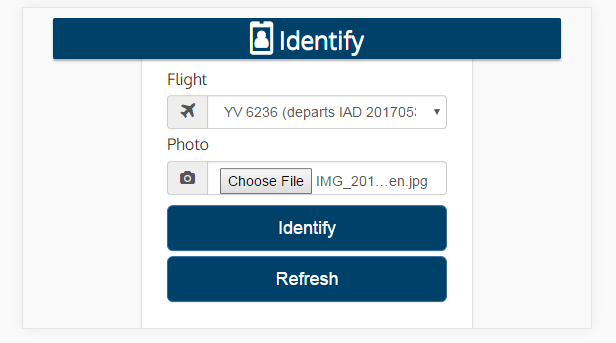 Identify
Flight
YV 6236 (departs IAD 201705
Photo
Choose File IMG_201...en.jpg
Identify
Refresh